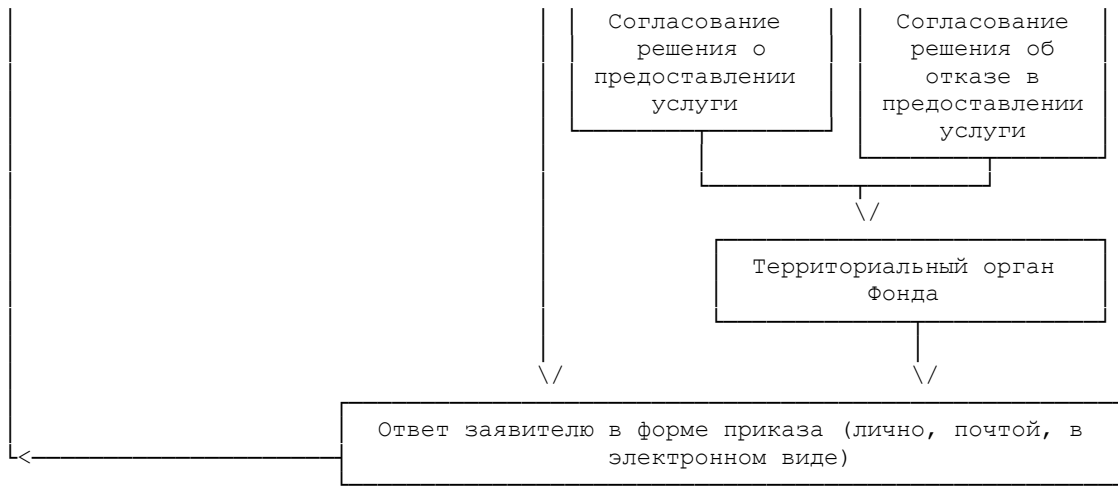 Согласование
решения о
предоставлении
услуги
Согласование
решения об
отказе в
предоставлении
услуги
Территориальный орган
Фонда
Ответ заявителю в форме приказа (лично, почтой, в
электронном виде)